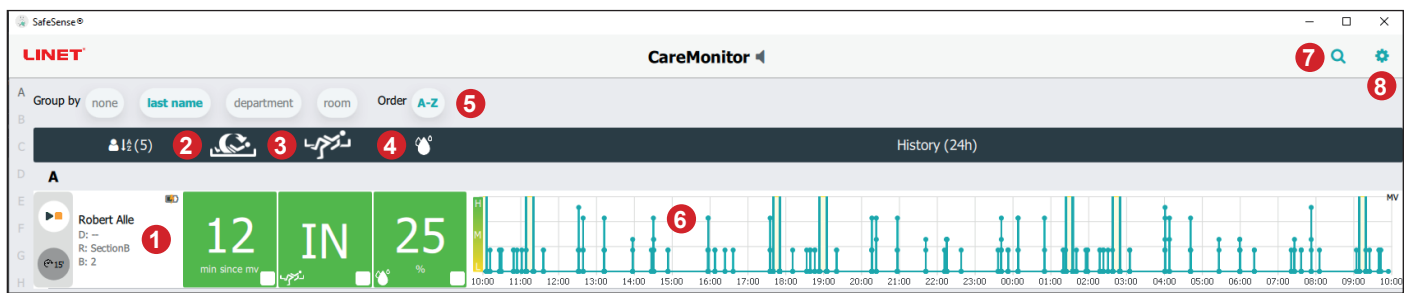 SafeSense®
LINET®
CareMonitor
7
8
A
Group by none last name department room Order A-Z 5
B
C
(5) 2 3 4 History (24h)
D A
E
F
G
H
Robert Alle
D: --
R: SectionB
B: 2
15'
1
12
min since mv
IN
25
%
H
M
L
6
MV
10:00 11:00 12:00 13:00 14:00 15:00 16:00 17:00 18:00 19:00 20:00 21:00 22:00 23:00 00:00 01:00 02:00 03:00 04:00 05:00 06:00 07:00 08:00 09:00 10:00